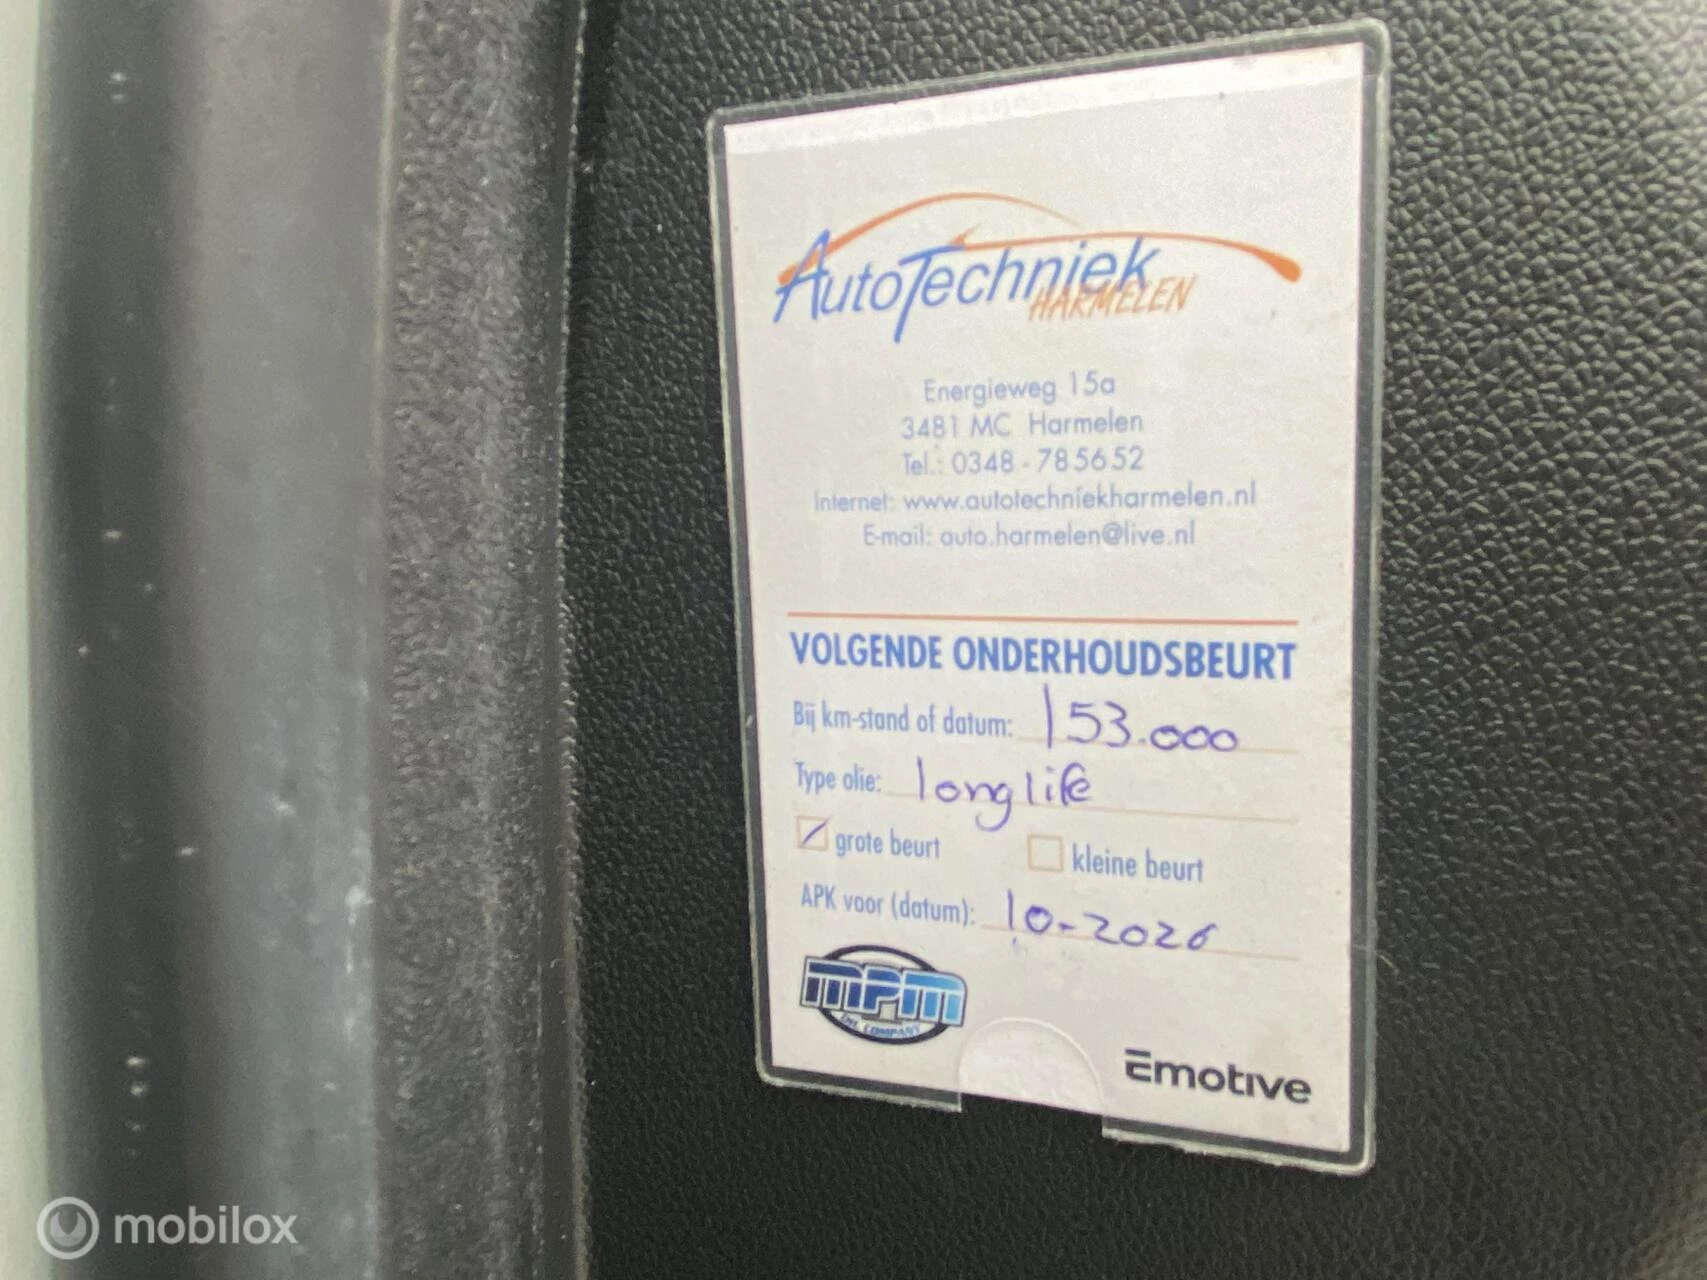 AutoTechniek
HARMELEN
Energieweg 15a
3481 MC Harmelen
Tel.: 0348 - 785652
Internet: www.autotechniekharmelen.nl
E-mail: auto.harmelen@live.nl
VOLGENDE ONDERHOUDSBEURT
Bij km-stand of datum: 153.000
Type olie: longlife
grote beurt kleine beurt
APK voor (datum): 10-2026
MPM
OIL COMPANY
Emotive
mobilox